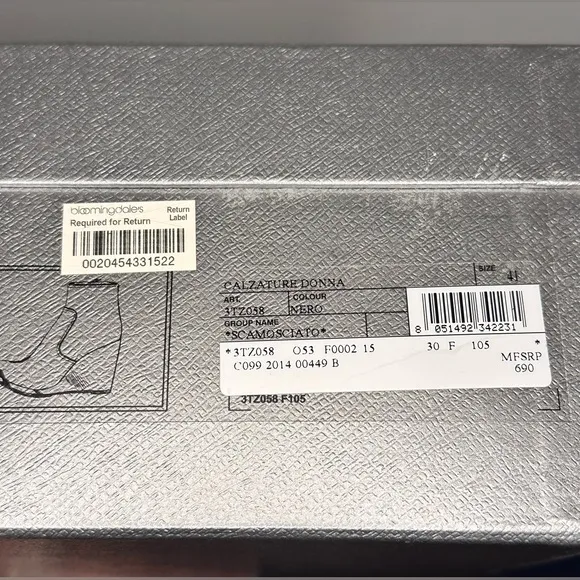 bloomingdale's
Return Label
Required for Return
0020454331522
SIZE
41
CALZATURE DONNA
ART.
COLOUR
3TZ058
NERO
GROUP NAME
*SCAMOSCIATO*
8 051492 342231
*3TZ058 O53 F0002 15 30 F 105
C099 2014 00449 B
MFSRP
690
3TZ058 F105